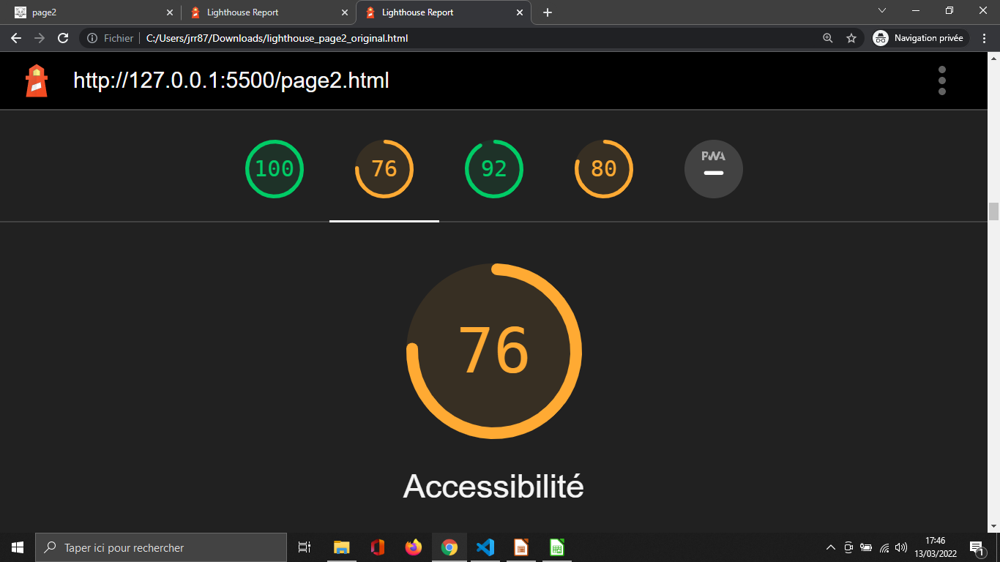 page2
Lighthouse Report
Lighthouse Report
Fichier
C:/Users/jrr87/Downloads/lighthouse_page2_original.html
Navigation privée
http://127.0.0.1:5500/page2.html
100
76
92
80
PWA
76
Accessibilité
Taper ici pour rechercher
17:46
13/03/2022
1